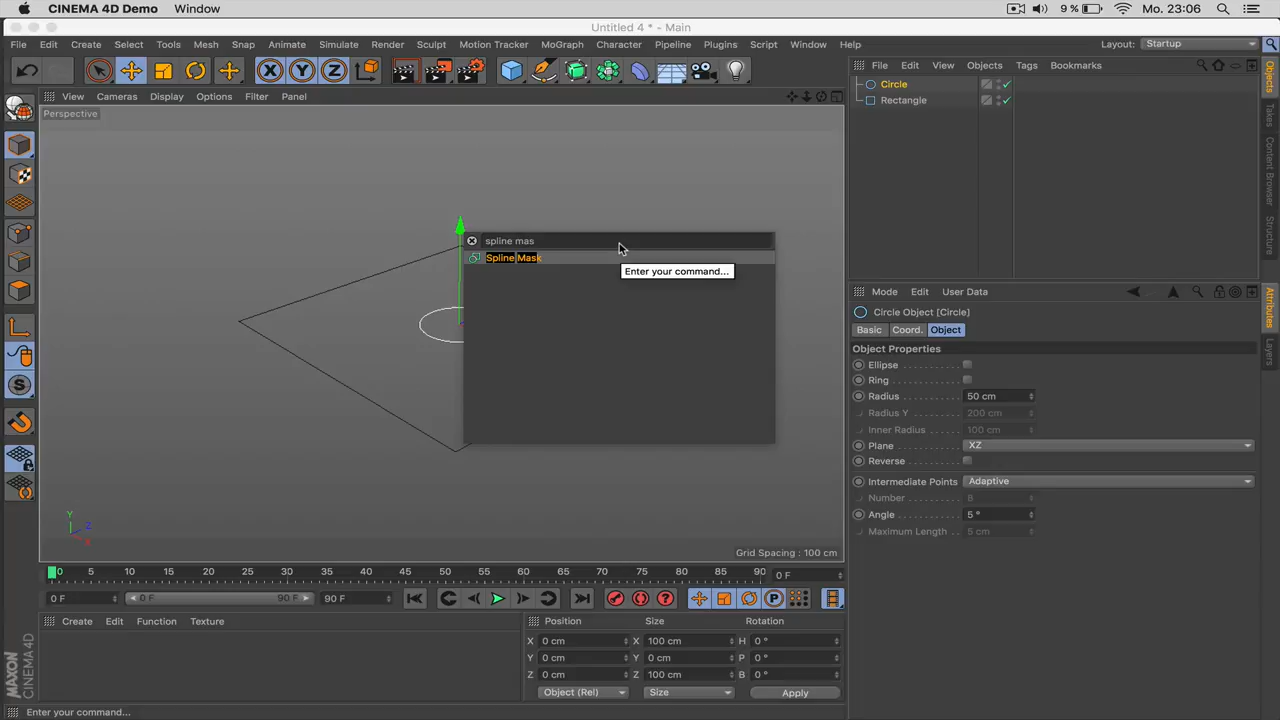 CINEMA 4D Demo Window 9 % Mo. 23:06
Untitled 4 * - Main
File Edit Create Select Tools Mesh Snap Animate Simulate Render Sculpt Motion Tracker MoGraph Character Pipeline Plugins Script Window Help Layout: Startup
File Edit View Objects Tags Bookmarks
View Cameras Display Options Filter Panel
Perspective
Circle
Rectangle
Objects
Takes
Content Browser
Structure
spline mas
Spline Mask
Enter your command...
Mode Edit User Data
Circle Object [Circle]
Basic Coord. Object
Object Properties
Ellipse
Ring
Radius 50 cm
Radius Y 200 cm
Inner Radius 100 cm
Plane XZ
Reverse
Intermediate Points Adaptive
Number 8
Angle 5 °
Maximum Length 5 cm
Attributes
Layers
Y
Z
X
Grid Spacing : 100 cm
0 5 10 15 20 25 30 35 40 45 50 55 60 65 70 75 80 85 90 0 F
0 F 0 F 90 F 90 F
Create Edit Function Texture
Position Size Rotation
X 0 cm X 100 cm H 0 °
Y 0 cm Y 0 cm P 0 °
Z 0 cm Z 100 cm B 0 °
Object (Rel) Size Apply
MAXON
CINEMA 4D
Enter your command...